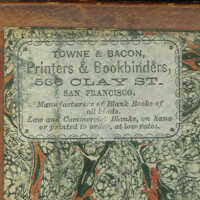 TOWNE & BACON,
Printers & Bookbinders,
536 CLAY ST.
SAN FRANCISCO.
Manufacturers of Blank Books of
all kinds.
Law and Commercial Blanks, on hand
or printed to order, at low rates.